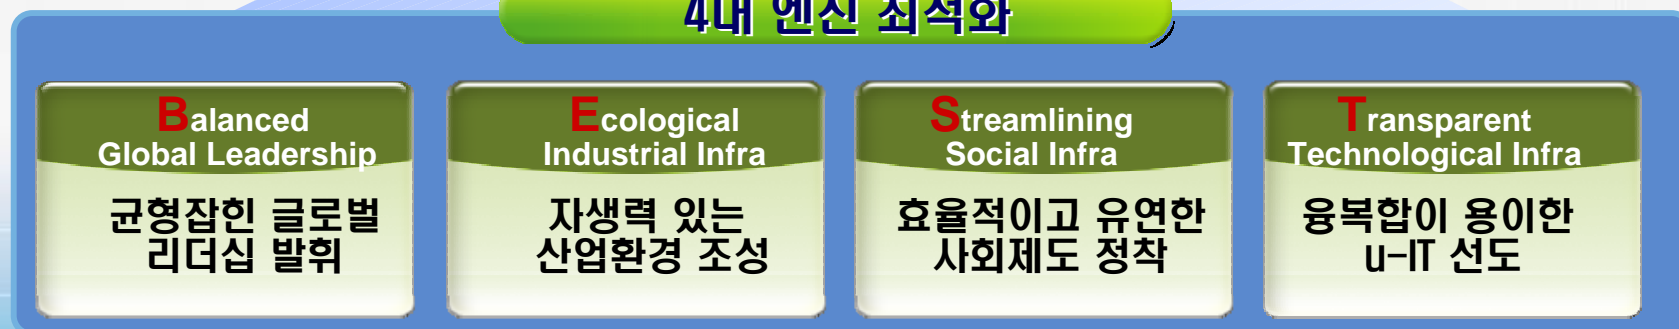 4대 엔진 최적화
Balanced
Global Leadership
균형잡힌 글로벌
리더십 발휘
Ecological
Industrial Infra
자생력 있는
산업환경 조성
Streamlining
Social Infra
효율적이고 유연한
사회제도 정착
Transparent
Technological Infra
융복합이 용이한
u-IT 선도